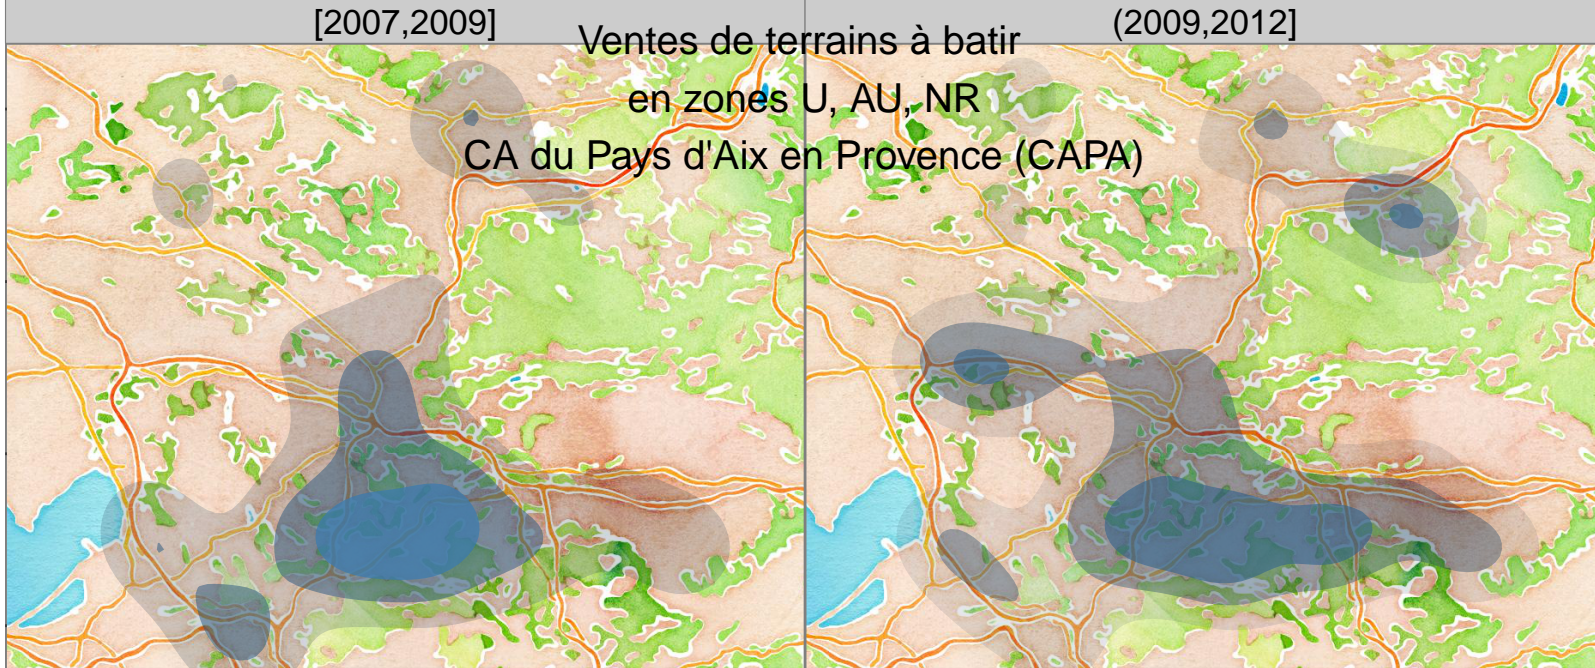 [2007,2009]
(2009,2012]
Ventes de terrains à batir
en zones U, AU, NR
CA du Pays d'Aix en Provence (CAPA)